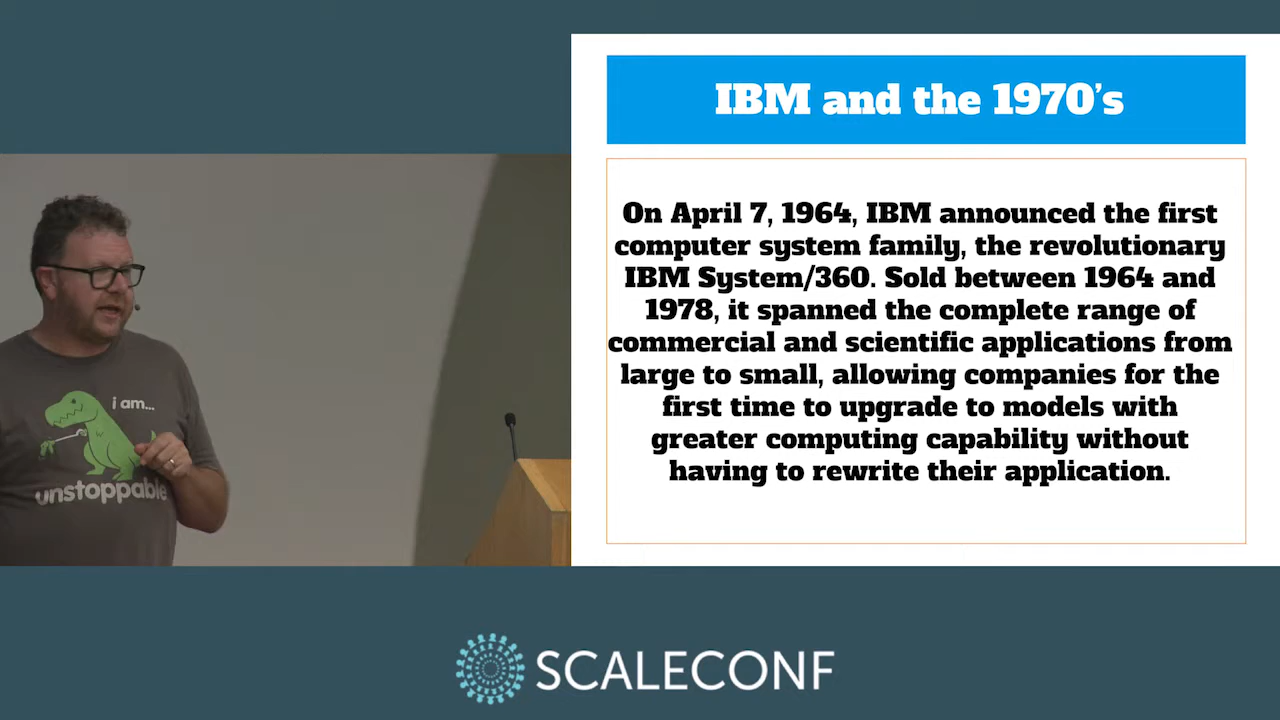 IBM and the 1970’s
On April 7, 1964, IBM announced the first
computer system family, the revolutionary
IBM System/360. Sold between 1964 and
1978, it spanned the complete range of
commercial and scientific applications from
large to small, allowing companies for the
first time to upgrade to models with
greater computing capability without
having to rewrite their application.
i am...
unstoppable
SCALECONF